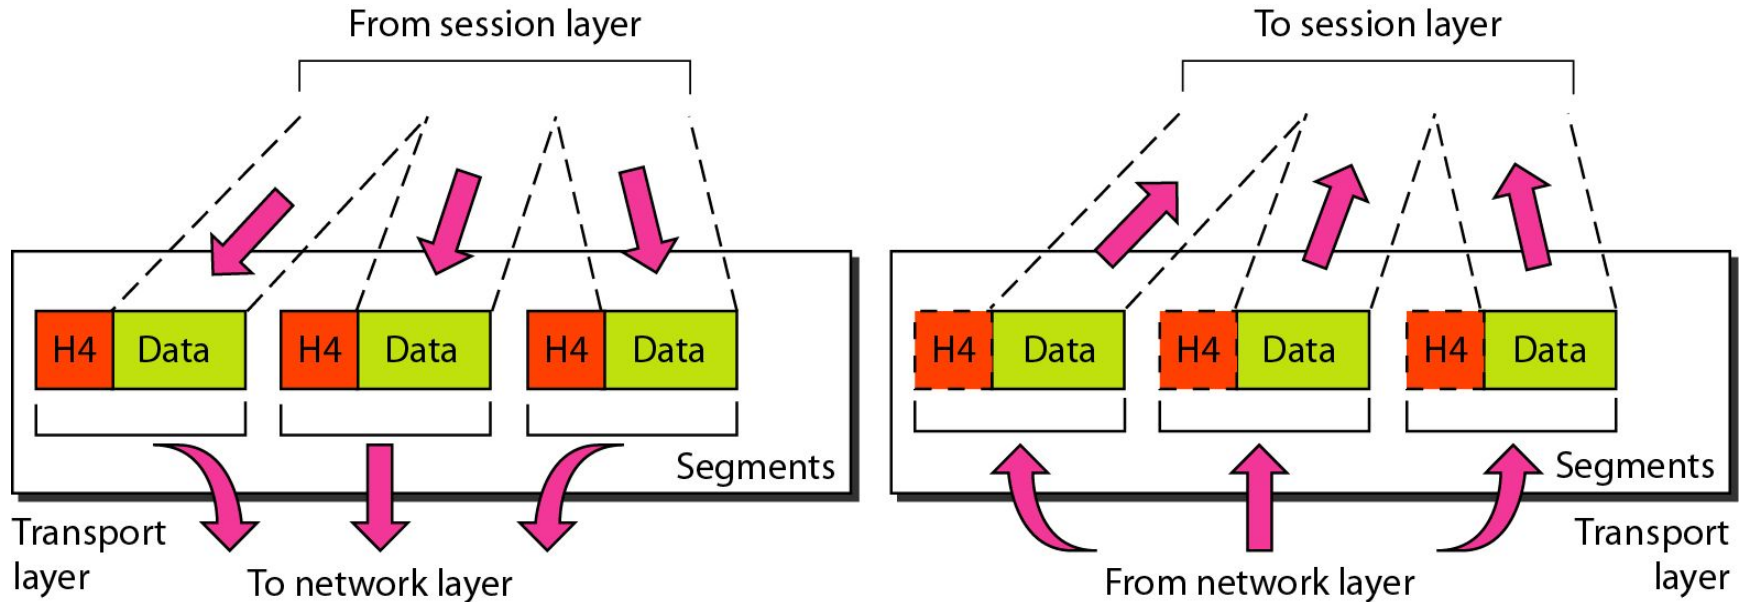 From session layer
H4 Data H4 Data H4 Data
Segments
Transport
layer
To network layer
To session layer
H4 Data H4 Data H4 Data
Segments
Transport
layer
From network layer